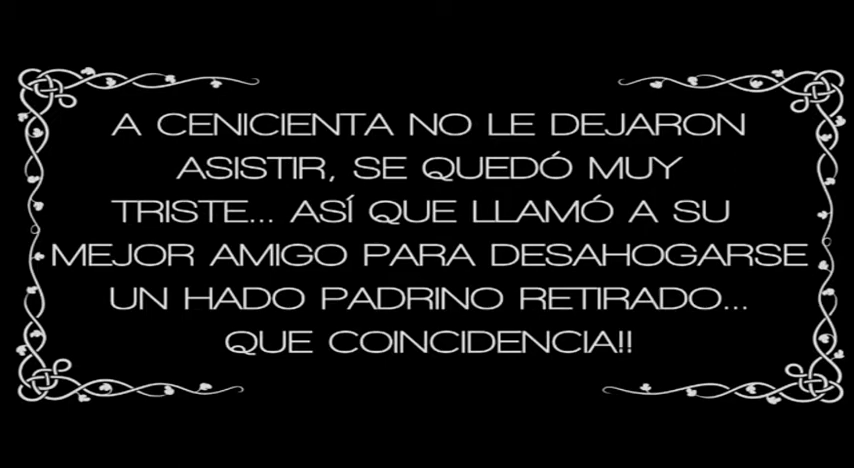 A CENICIENTA NO LE DEJARON
ASISTIR, SE QUEDÓ MUY
TRISTE... ASÍ QUE LLAMÓ A SU
MEJOR AMIGO PARA DESAHOGARSE
UN HADO PADRINO RETIRADO...
QUE COINCIDENCIA!!